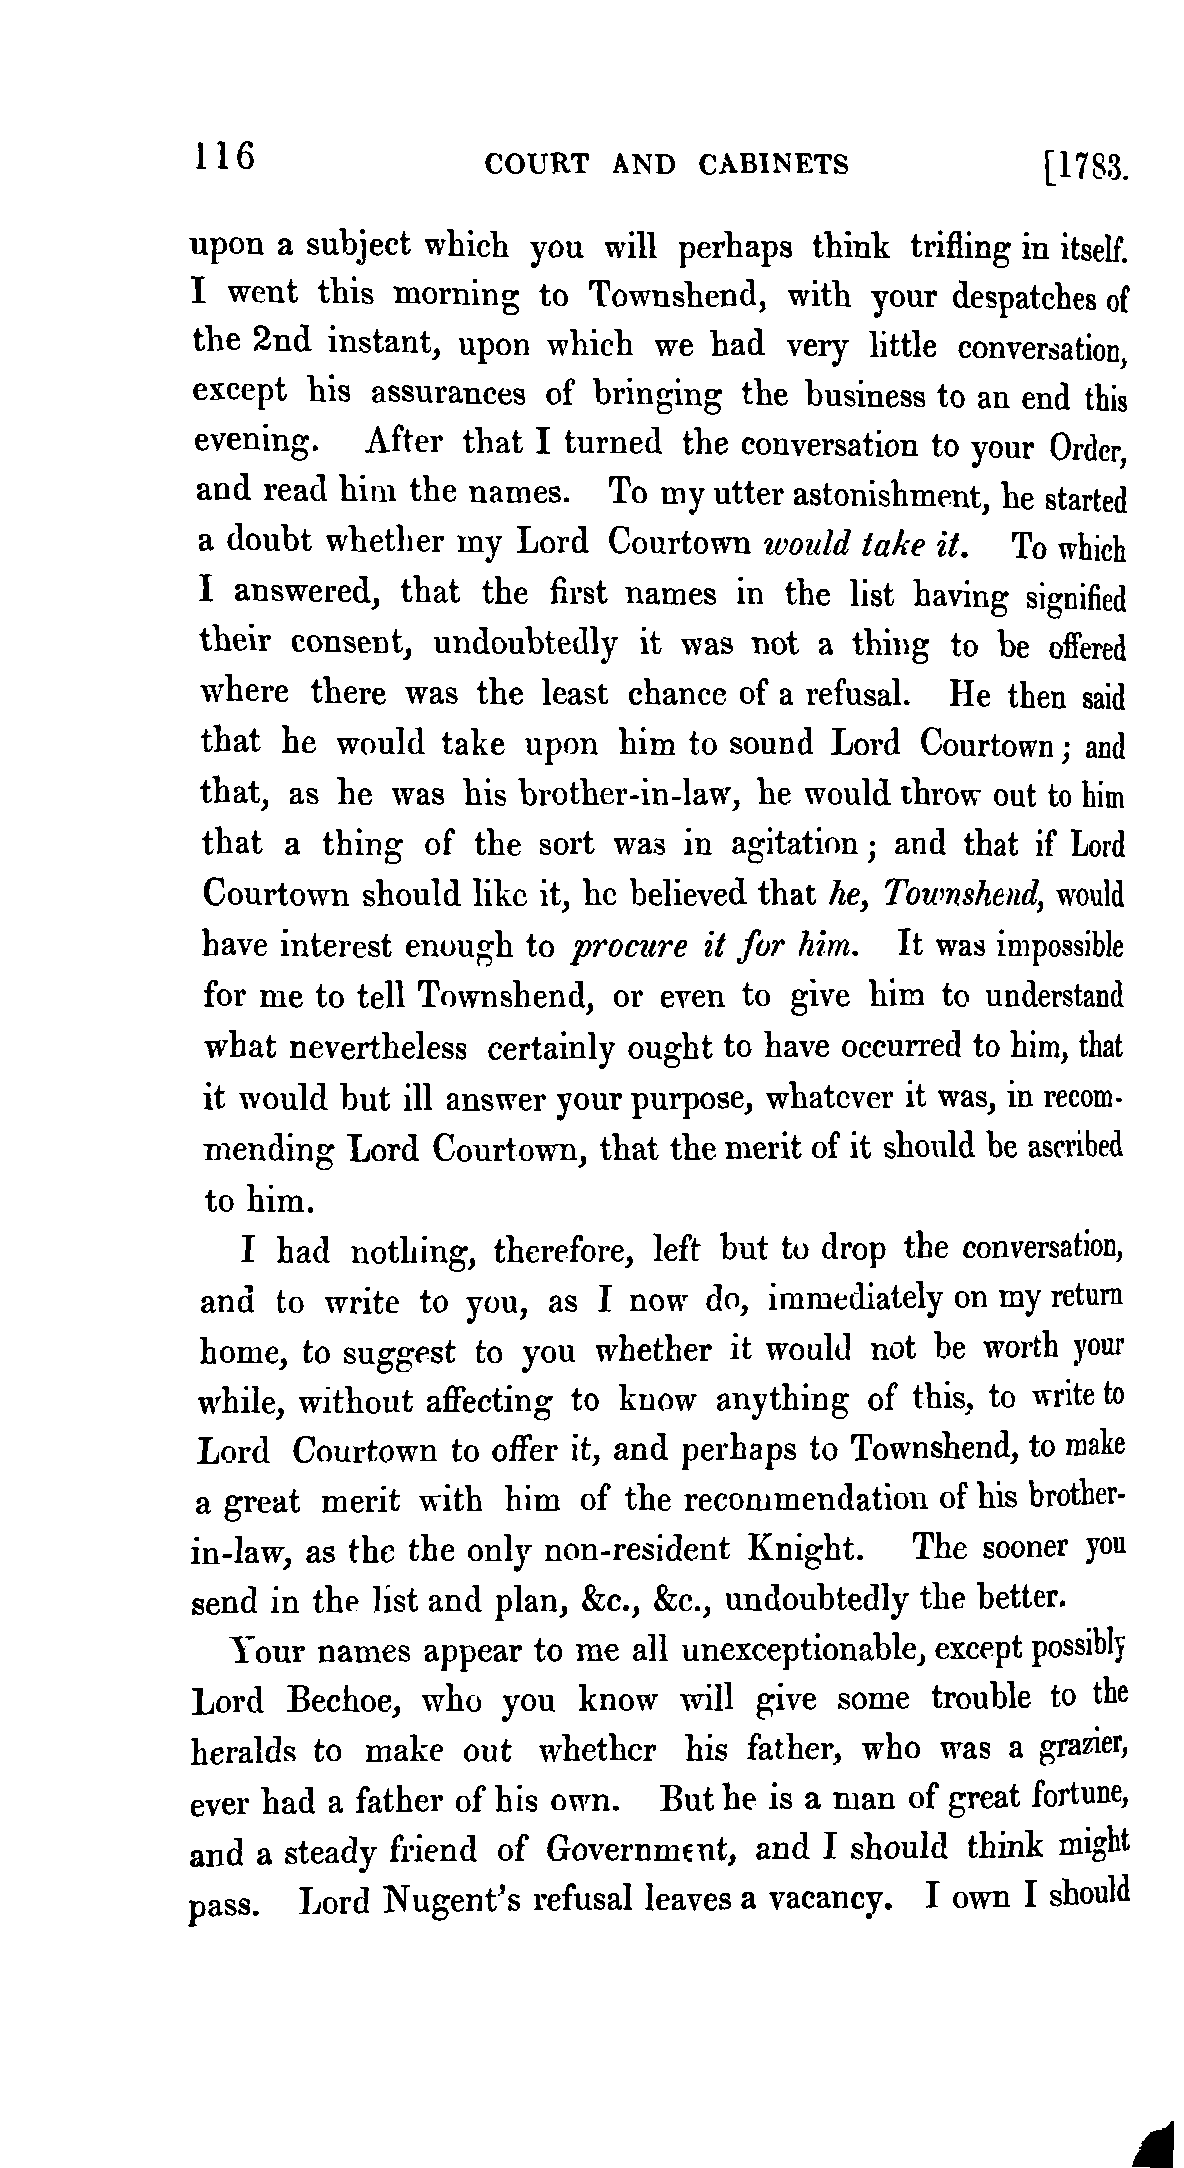 116 COURT AND CABINETS [1783.
upon a subject which you will perhaps think trifling in itself.
I went this morning to Townshend, with your despatches of
the 2nd instant, upon which we had very little conversation,
except his assurances of bringing the business to an end this
evening. After that I turned the conversation to your Order,
and read him the names. To my utter astonishment, he started
a doubt whether my Lord Courtown would take it. To which
I answered, that the first names in the list having signified
their consent, undoubtedly it was not a thing to be offered
where there was the least chance of a refusal. He then said
that he would take upon him to sound Lord Courtown; and
that, as he was his brother-in-law, he would throw out to him
that a thing of the sort was in agitation; and that if Lord
Courtown should like it, he believed that he, Townshend, would
have interest enough to procure it for him. It was impossible
for me to tell Townshend, or even to give him to understand
what nevertheless certainly ought to have occurred to him, that
it would but ill answer your purpose, whatever it was, in recom-
mending Lord Courtown, that the merit of it should be ascribed
to him.
I had nothing, therefore, left but to drop the conversation,
and to write to you, as I now do, immediately on my return
home, to suggest to you whether it would not be worth your
while, without affecting to know anything of this, to write to
Lord Courtown to offer it, and perhaps to Townshend, to make
a great merit with him of the recommendation of his brother-
in-law, as the the only non-resident Knight. The sooner you
send in the list and plan, &c., &c., undoubtedly the better.
Your names appear to me all unexceptionable, except possibly
Lord Bechoe, who you know will give some trouble to the
heralds to make out whether his father, who was a grazier,
ever had a father of his own. But he is a man of great fortune,
and a steady friend of Government, and I should think might
pass. Lord Nugent's refusal leaves a vacancy. I own I should